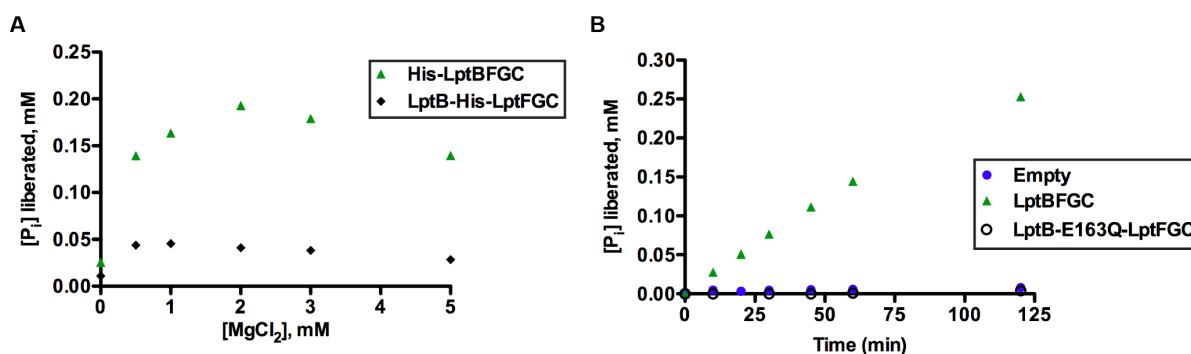 A
[Pi] liberated, mM
0.25
0.20
0.15
0.10
0.05
0.00
0 1 2 3 4 5
[MgCl2], mM
His-LptBFGC
LptB-His-LptFGC
B
[Pi] liberated, mM
0.30
0.25
0.20
0.15
0.10
0.05
0.00
0 25 50 75 100 125
Time (min)
Empty
LptBFGC
LptB-E163Q-LptFGC